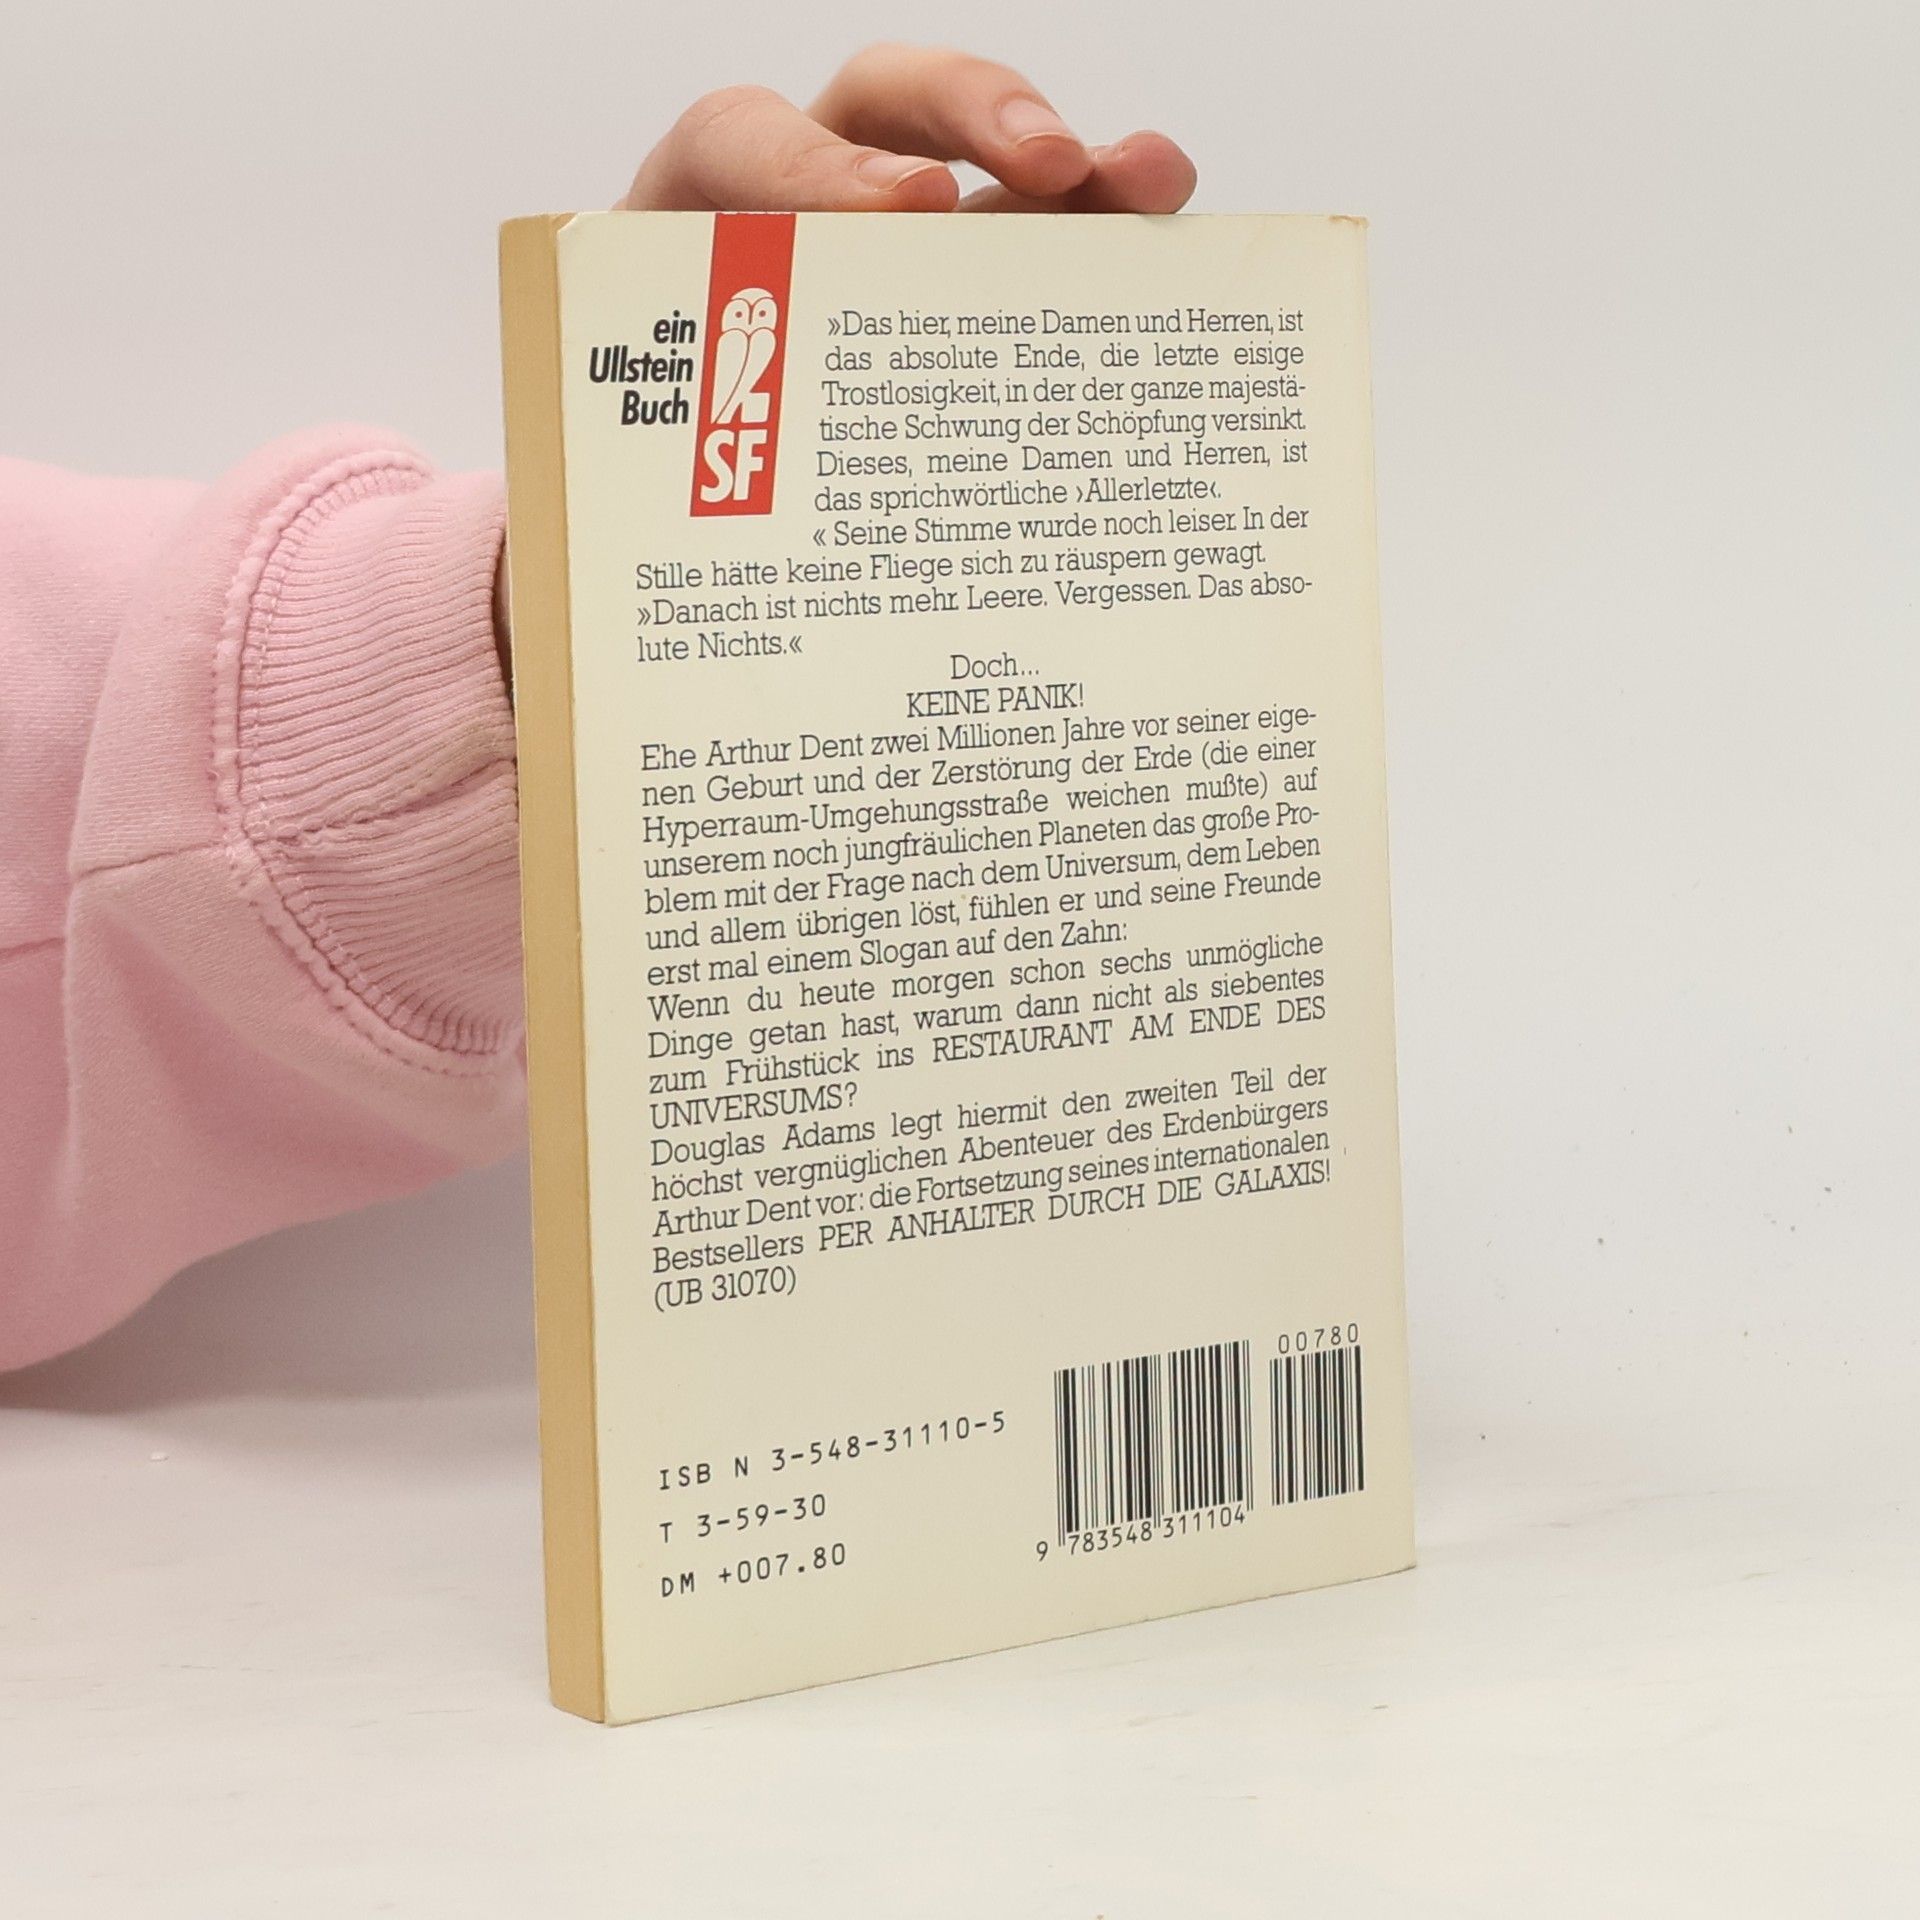 ein
Ullstein
Buch
SF
»Das hier, meine Damen und Herren, ist
das absolute Ende, die letzte eisige
Trostlosigkeit, in der der ganze majestä-
tische Schwung der Schöpfung versinkt.
Dieses, meine Damen und Herren, ist
das sprichwörtliche ›Allerletzte‹.
« Seine Stimme wurde noch leiser. In der
Stille hätte keine Fliege sich zu räuspern gewagt.
»Danach ist nichts mehr. Leere. Vergessen. Das abso-
lute Nichts.«
Doch...
KEINE PANIK!
Ehe Arthur Dent zwei Millionen Jahre vor seiner eige-
nen Geburt und der Zerstörung der Erde (die einer
Hyperraum-Umgehungsstraße weichen mußte) auf
unserem noch jungfräulichen Planeten das große Pro-
blem mit der Frage nach dem Universum, dem Leben
und allem übrigen löst, fühlen er und seine Freunde
erst mal einem Slogan auf den Zahn:
Wenn du heute morgen schon sechs unmögliche
Dinge getan hast, warum dann nicht als siebentes
zum Frühstück ins RESTAURANT AM ENDE DES
UNIVERSUMS?
Douglas Adams legt hiermit den zweiten Teil der
höchst vergnüglichen Abenteuer des Erdenbürgers
Arthur Dent vor: die Fortsetzung seines internationalen
Bestsellers PER ANHALTER DURCH DIE GALAXIS!
(UB 31070)
00780
ISB N 3-548-31110-5
T 3-59-30
DM +007.80
9 783548 311104